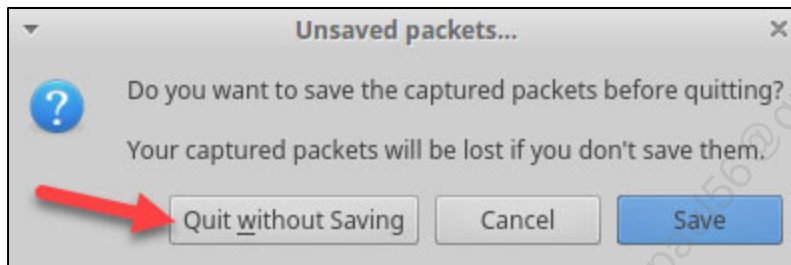 Unsaved packets...
Do you want to save the captured packets before quitting?
Your captured packets will be lost if you don't save them.
Quit without Saving Cancel Save